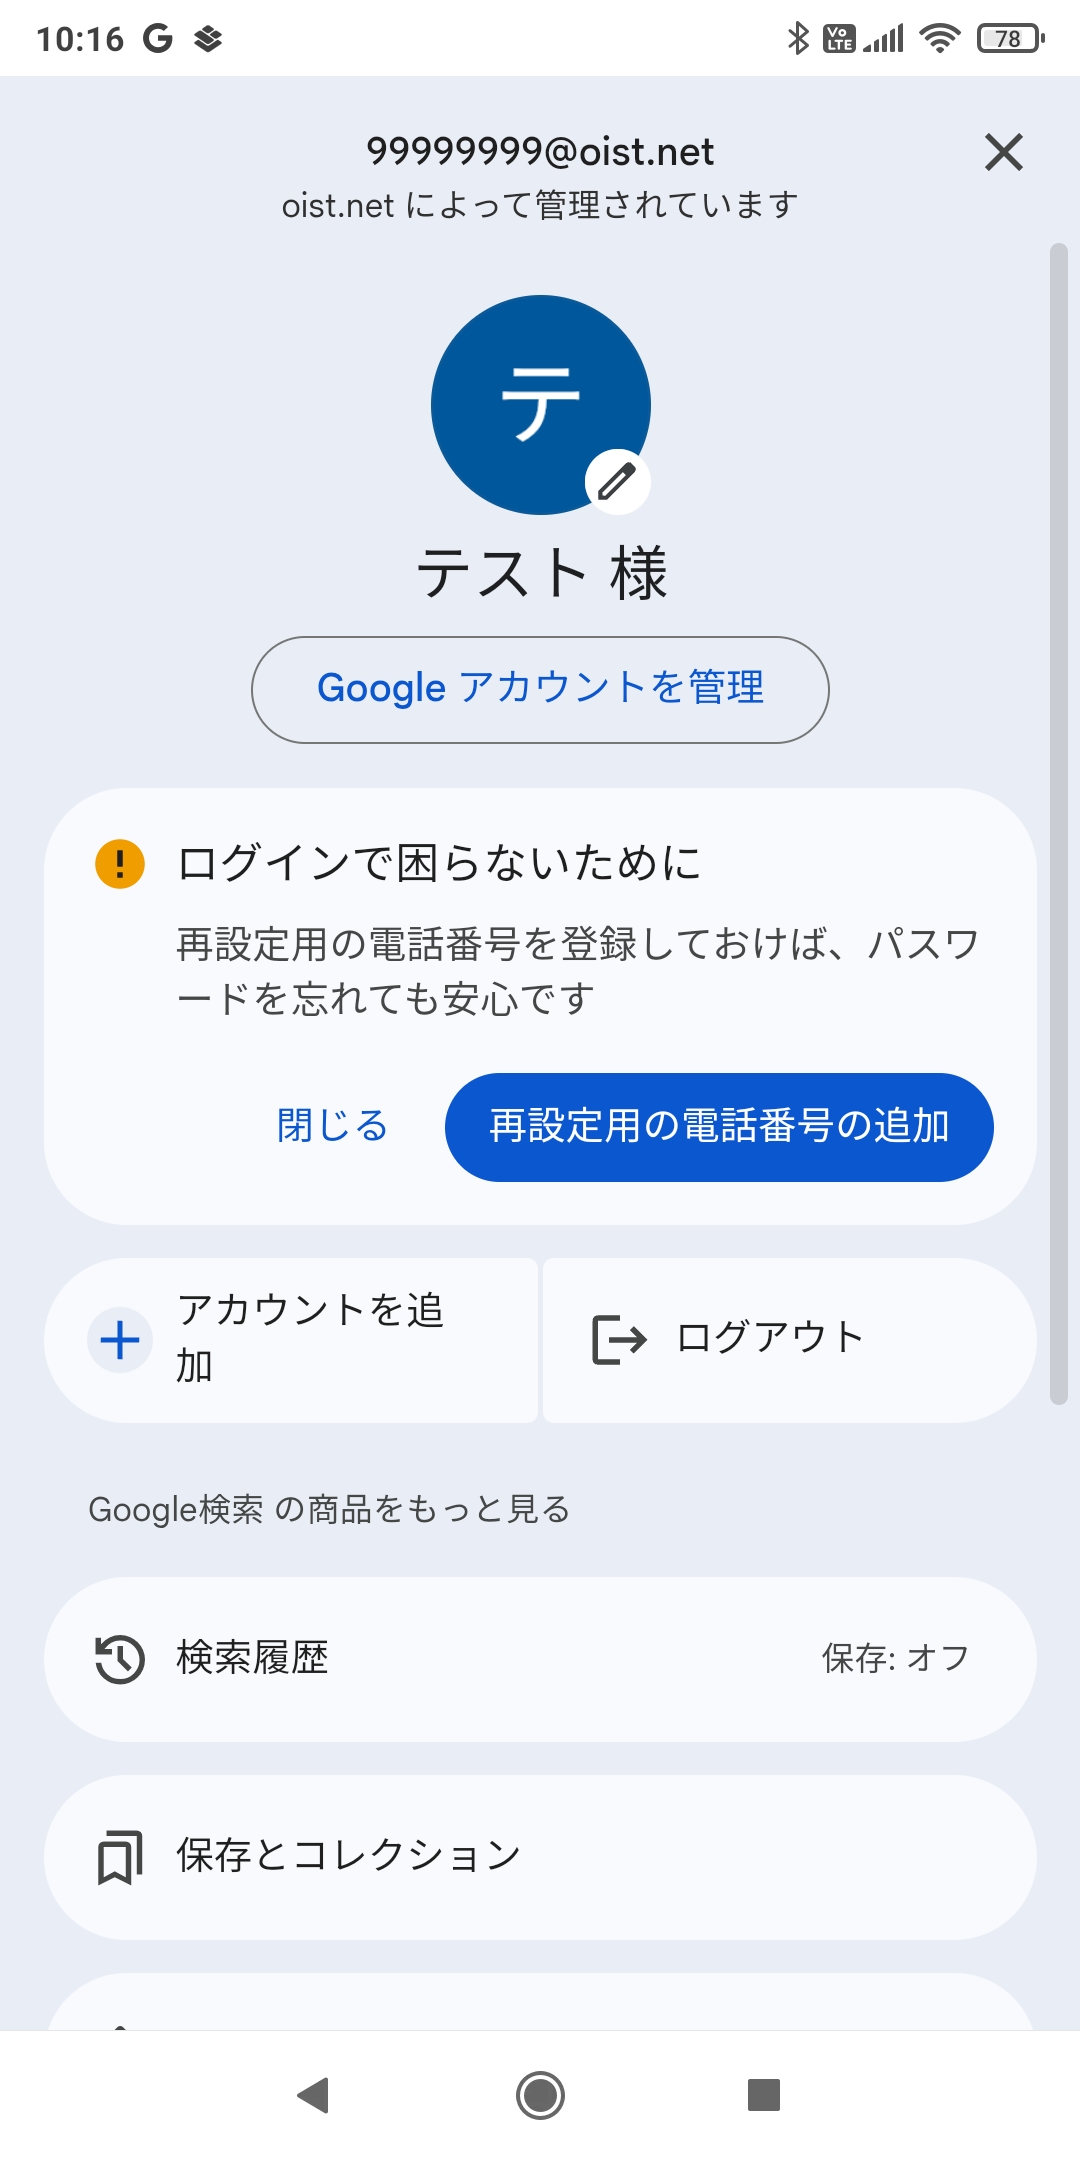 10:16
Vo LTE
78
99999999@oist.net
oist.net によって管理されています
テ
テスト 様
Google アカウントを管理
ログインで困らないために
再設定用の電話番号を登録しておけば、パスワ
ードを忘れても安心です
閉じる
再設定用の電話番号の追加
アカウントを追
加
ログアウト
Google検索 の商品をもっと見る
検索履歴
保存: オフ
保存とコレクション